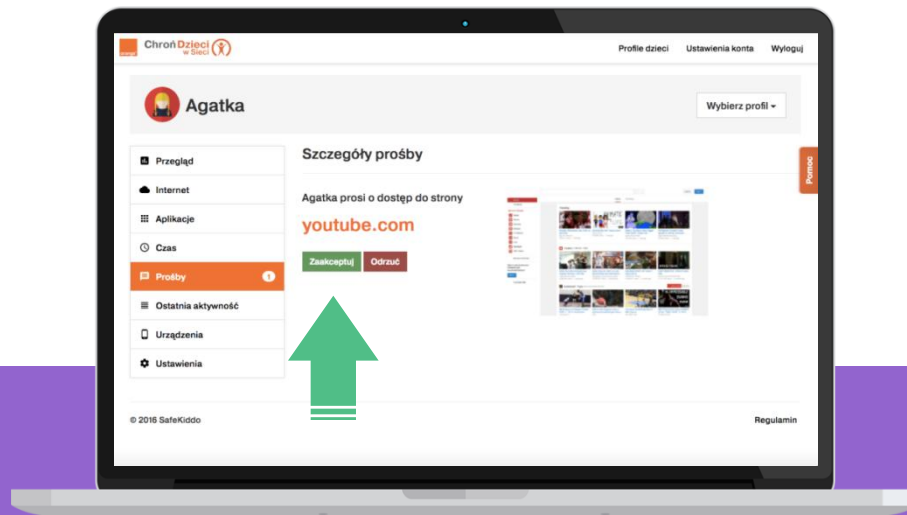 Chroń Dzieci
w Sieci
Profile dzieci
Ustawienia konta
Wyloguj
Agatka
Wybierz profil
Przegląd
Internet
Aplikacje
Czas
Prośby
1
Ostatnia aktywność
Urządzenia
Ustawienia
Szczegóły prośby
Agatka prosi o dostęp do strony
youtube.com
Zaakceptuj
Odrzuć
Pomoc
© 2016 SafeKiddo
Regulamin